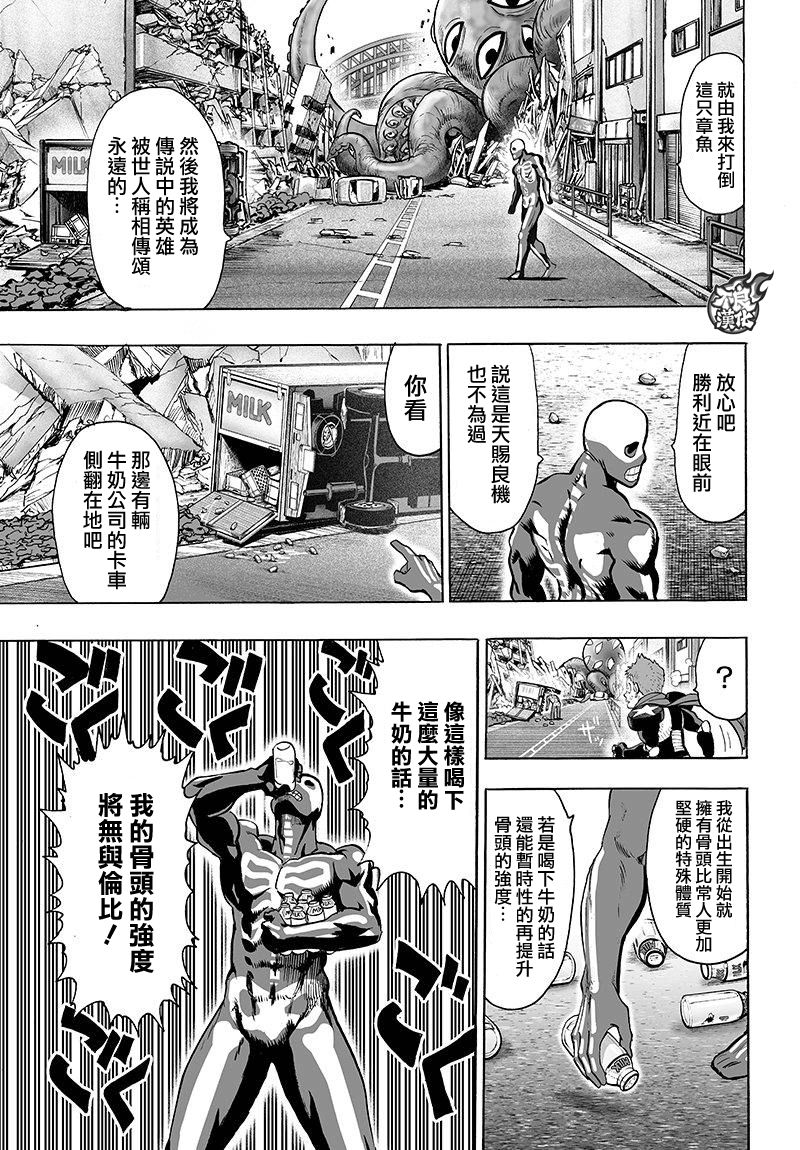 就由我來打倒
這只章魚
然後我將成為
傳說中的英雄
被世人稱相傳頌
永遠的…
MILK
不良
漢化
放心吧
勝利近在眼前
說這是天賜良機
也不為過
你看
MILK
那邊有輛
牛奶公司的卡車
側翻在地吧
？
ザッ
我從出生開始就
擁有骨頭比常人更加
堅硬的特殊體質
若是喝下牛奶的話
還能暫時性的再提升
骨頭的強度…
MILK
像這樣喝下
這麼大量的
牛奶的話…
ごく
ごく
ごく
ごく
ごく
ごく
我的骨頭的強度
將無與倫比！